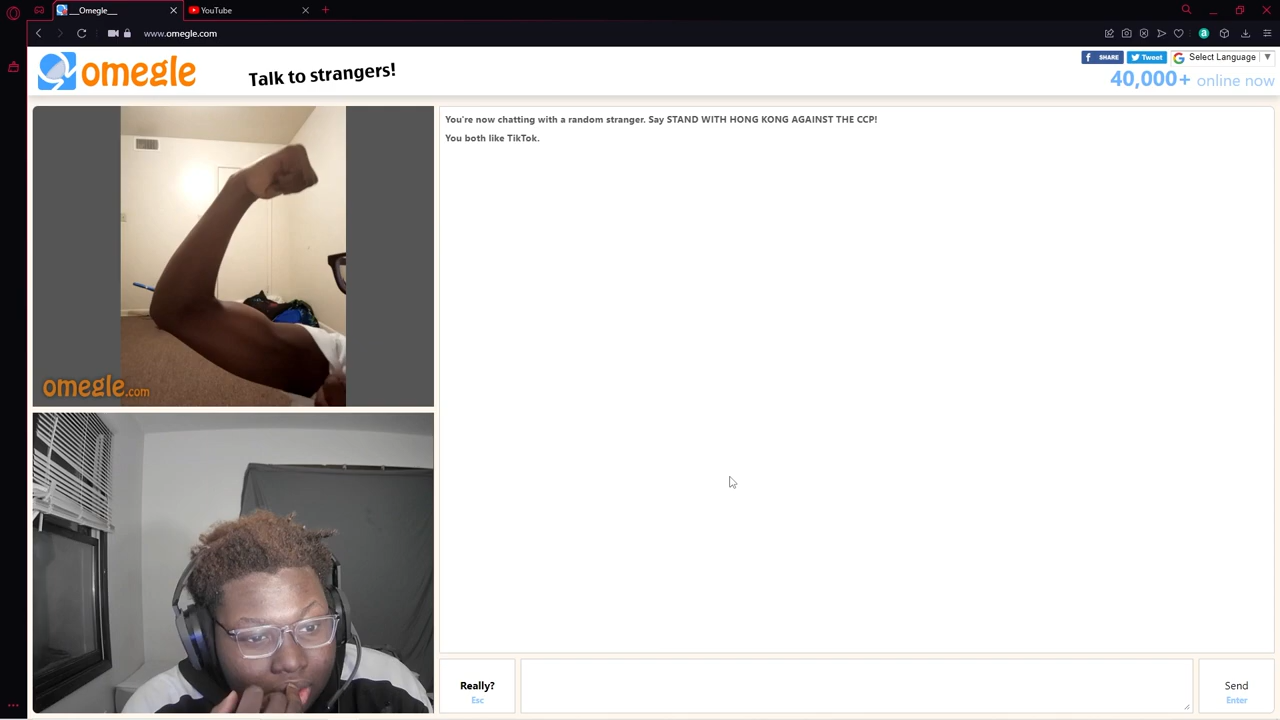 __Omegle__
YouTube
www.omegle.com
omegle
Talk to strangers!
SHARE
Tweet
Select Language
40,000+ online now
You're now chatting with a random stranger. Say STAND WITH HONG KONG AGAINST THE CCP!
You both like TikTok.
omegle.com
Really?
Esc
Send
Enter